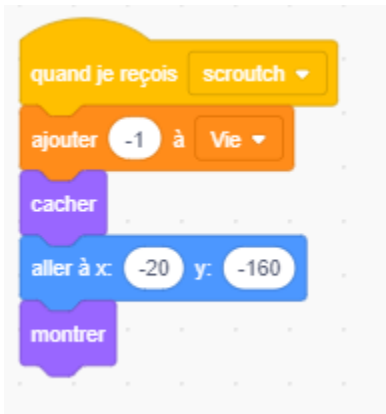 quand je reçois scroutch
ajouter -1 à Vie
cacher
aller à x: -20 y: -160
montrer